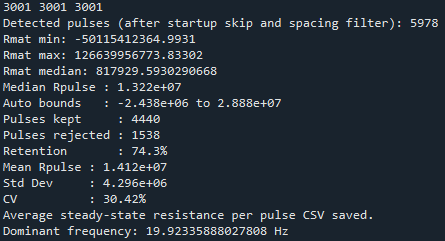 3001 3001 3001
Detected pulses (after startup skip and spacing filter): 5978
Rmat min: -50115412364.9931
Rmat max: 126639956773.83302
Rmat median: 817929.5930290668
Median Rpulse : 1.322e+07
Auto bounds   : -2.438e+06 to 2.888e+07
Pulses kept     : 4440
Pulses rejected : 1538
Retention       : 74.3%
Mean Rpulse : 1.412e+07
Std Dev     : 4.296e+06
CV          : 30.42%
Average steady-state resistance per pulse CSV saved.
Dominant frequency: 19.92335888027808 Hz